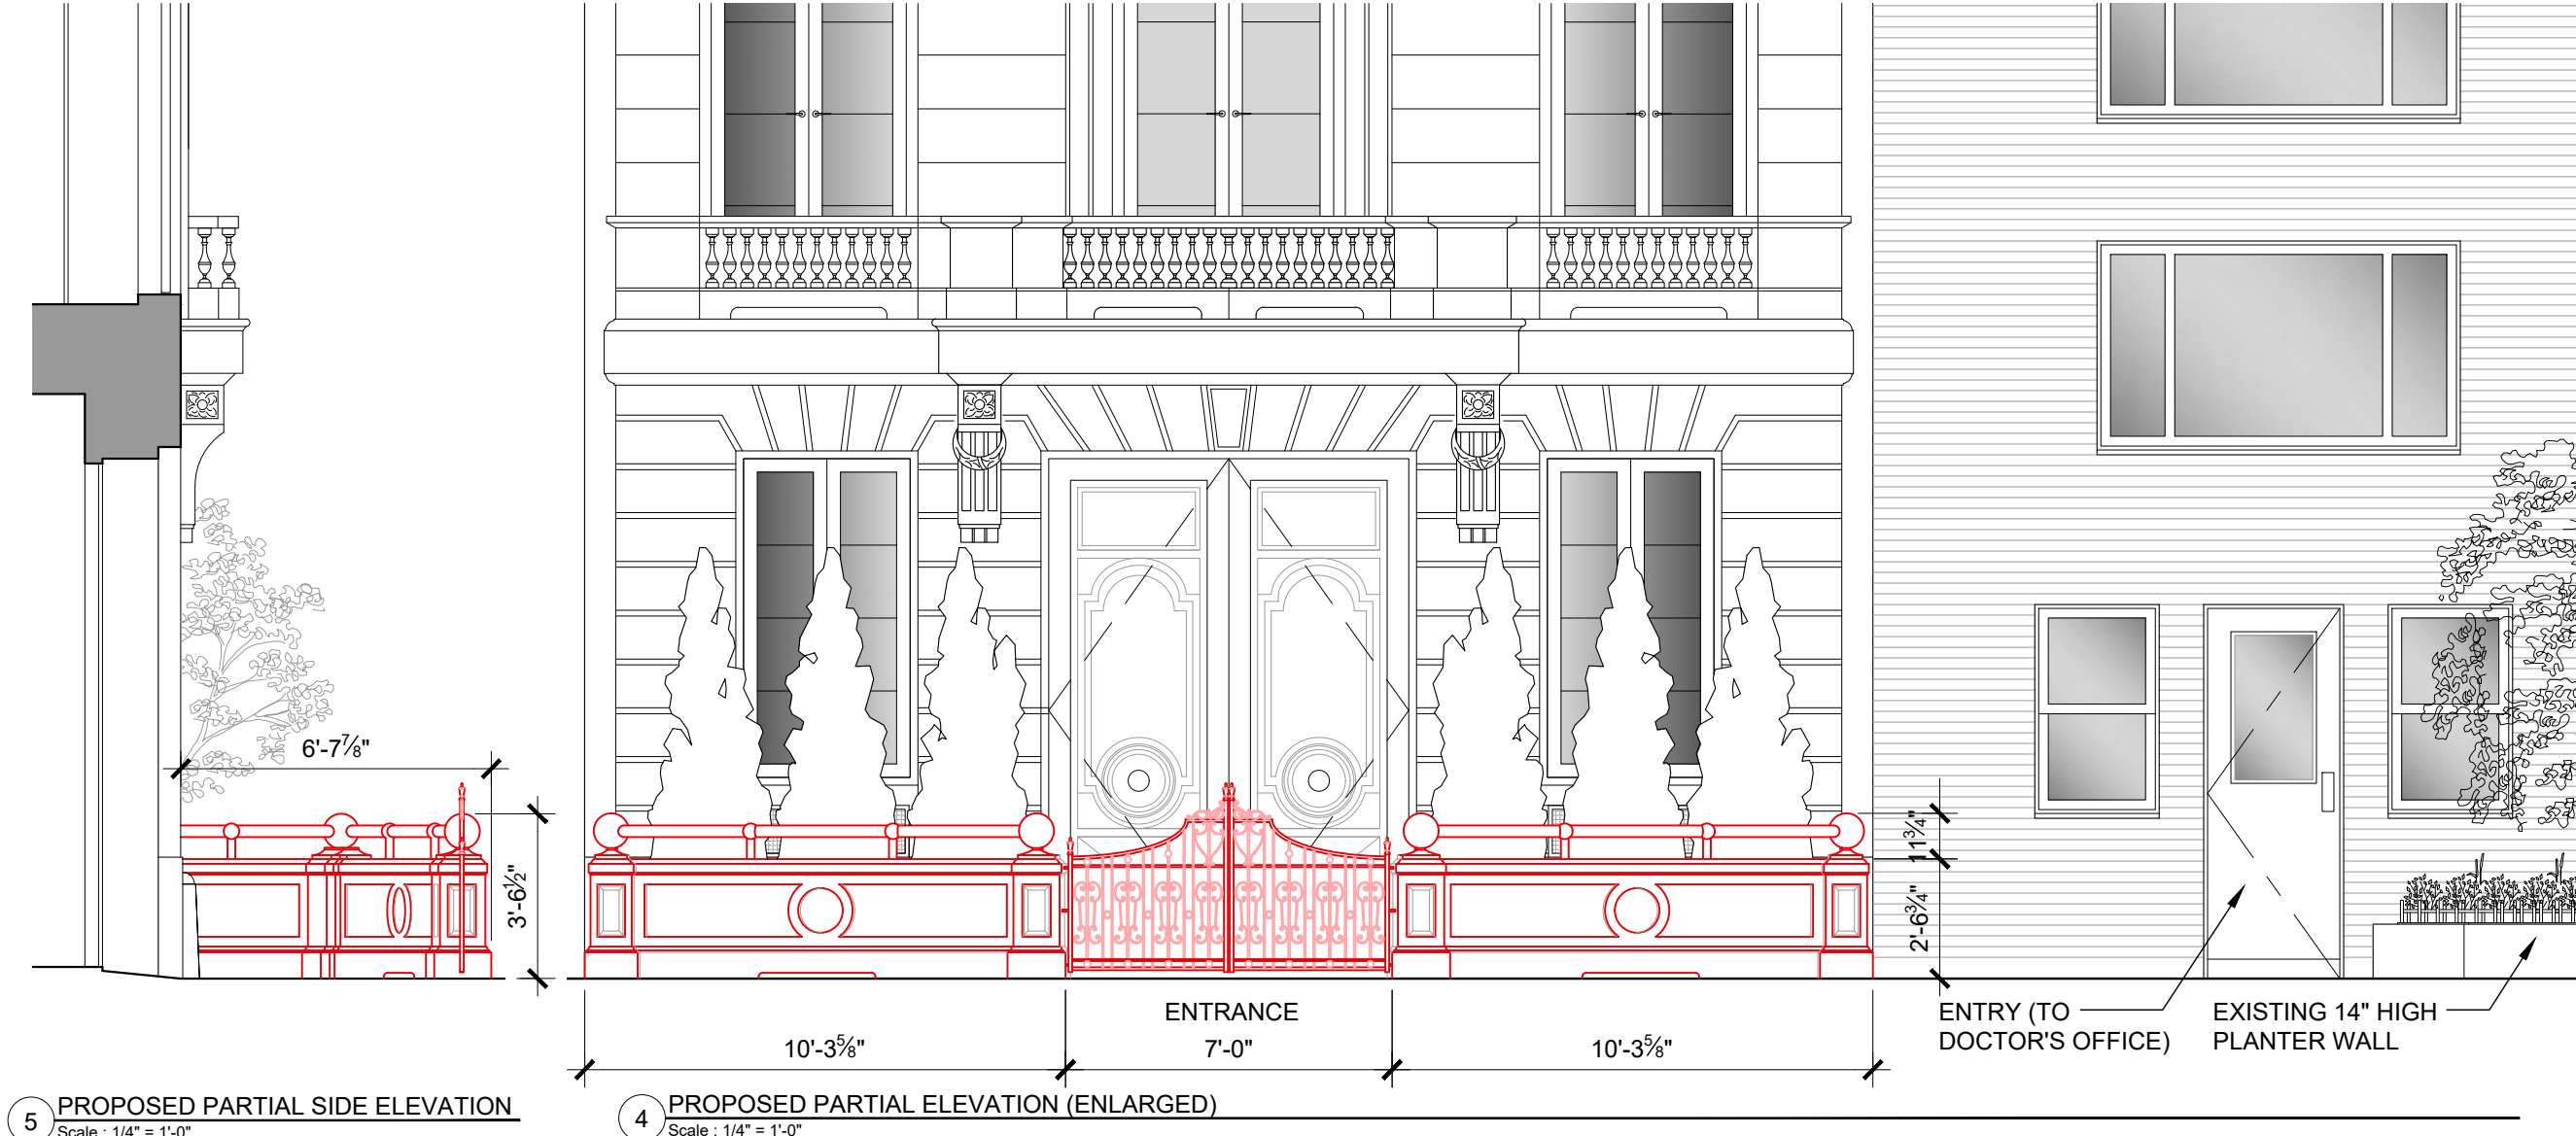 6'-7⅞"
3'-6½"
11¾"
2'-6¾"
ENTRANCE
10'-3⅝"
7'-0"
10'-3⅝"
ENTRY (TO
DOCTOR'S OFFICE)
EXISTING 14" HIGH
PLANTER WALL
5
PROPOSED PARTIAL SIDE ELEVATION
Scale : 1/4" = 1'-0"
4
PROPOSED PARTIAL ELEVATION (ENLARGED)
Scale : 1/4" = 1'-0"